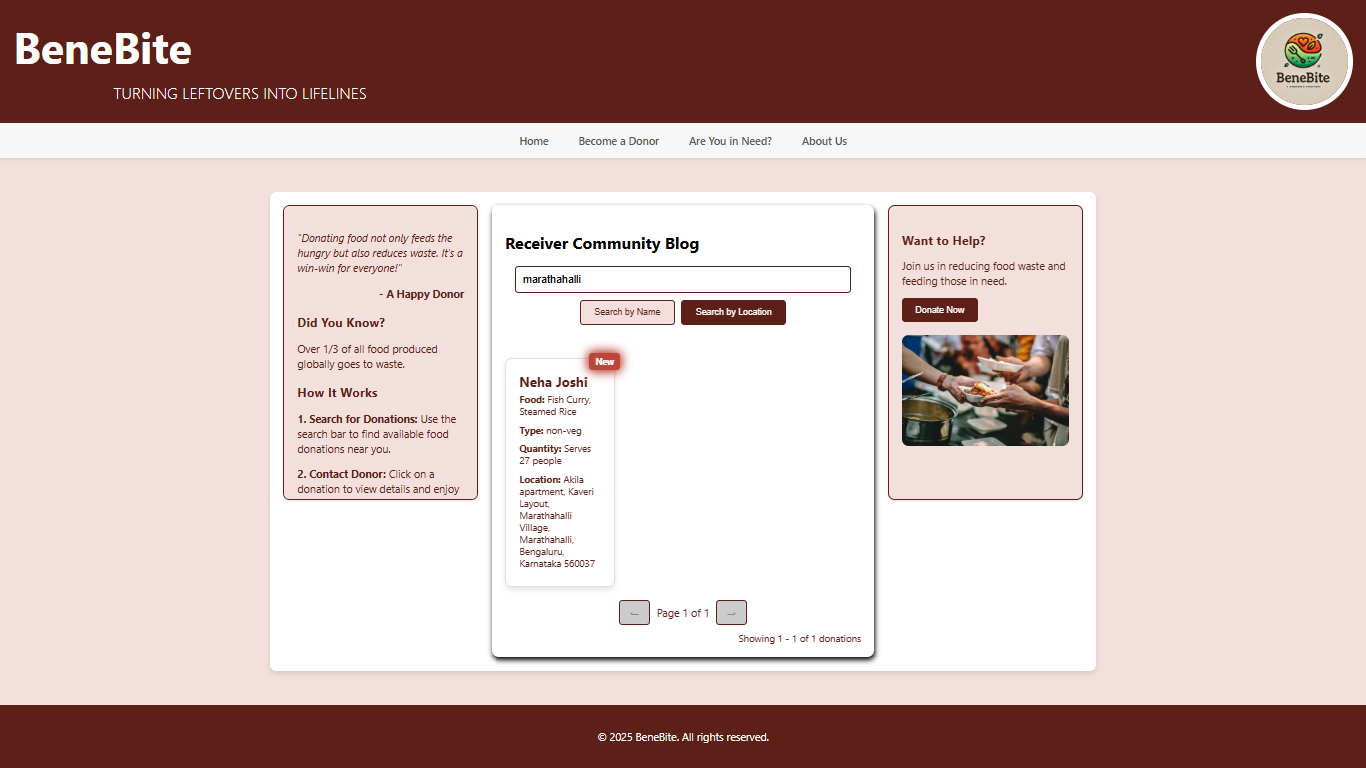 BeneBite
TURNING LEFTOVERS INTO LIFELINES
BeneBite
Home
Become a Donor
Are You in Need?
About Us
"Donating food not only feeds the
hungry but also reduces waste. It's a
win-win for everyone!"
- A Happy Donor
Did You Know?
Over 1/3 of all food produced
globally goes to waste.
How It Works
1. Search for Donations: Use the
search bar to find available food
donations near you.
2. Contact Donor: Click on a
donation to view details and enjoy
Receiver Community Blog
marathahalli
Search by Name
Search by Location
New
Neha Joshi
Food: Fish Curry,
Steamed Rice
Type: non-veg
Quantity: Serves
27 people
Location: Akila
apartment, Kaveri
Layout,
Marathahalli
Village,
Marathahalli,
Bengaluru,
Karnataka 560037
Page 1 of 1
Showing 1 - 1 of 1 donations
Want to Help?
Join us in reducing food waste and
feeding those in need.
Donate Now
© 2025 BeneBite. All rights reserved.